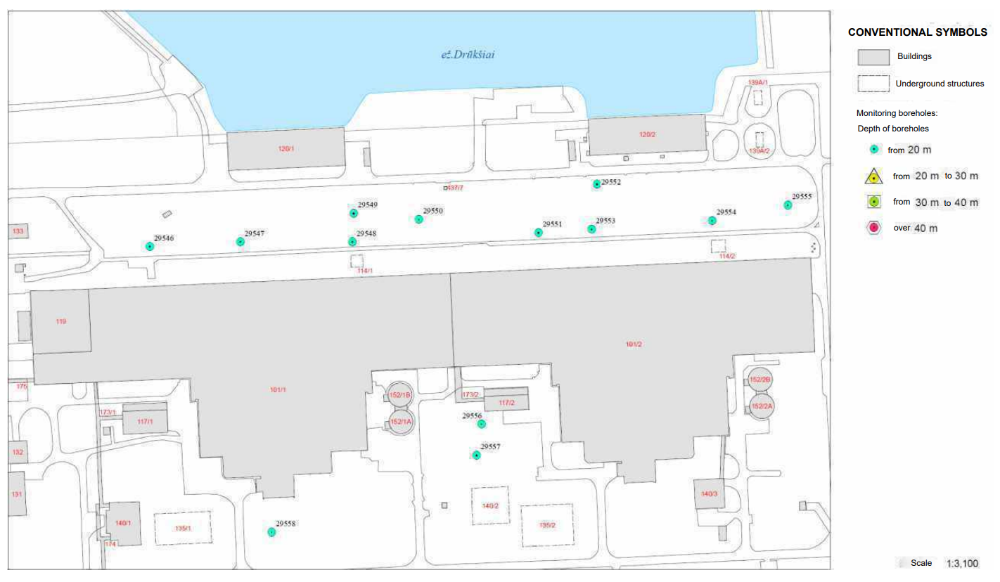 CONVENTIONAL SYMBOLS
Buildings
Underground structures
Monitoring boreholes:
Depth of boreholes
from 20 m
from 20 m to 30 m
from 30 m to 40 m
over 40 m
Scale 1:3,100
ež.Drūkšiai
139A/1
120/1
120/2
139A/2
437/7
29552
29555
29549
29550
29554
29551
29553
133
29546
29547
29548
114/1
114/2
119
101/2
101/1
175
152/1B
173/2
117/2
152/2B
152/2A
173/1
117/1
152/1A
29556
132
29557
131
140/3
140/2
140/1
135/1
135/2
29558
174